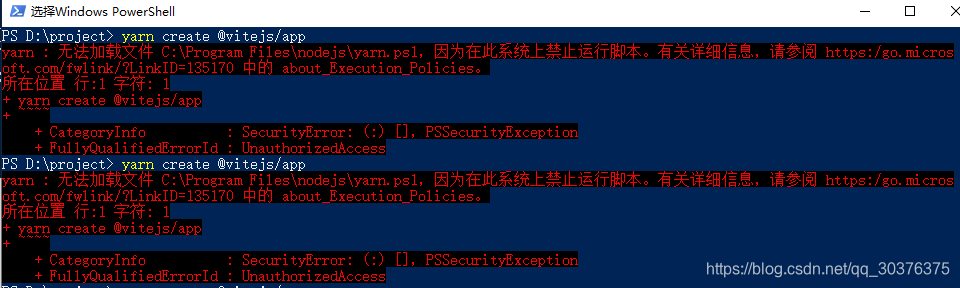 选择Windows PowerShell
PS D:\project> yarn create @vitejs/app
yarn : 无法加载文件 C:\Program Files\nodejs\yarn.ps1，因为在此系统上禁止运行脚本。有关详细信息，请参阅 https:/go.micros
oft.com/fwlink/?LinkID=135170 中的 about_Execution_Policies。
所在位置 行:1 字符: 1
+ yarn create @vitejs/app
+ ~~~~
+ CategoryInfo : SecurityError: (:) []，PSSecurityException
+ FullyQualifiedErrorId : UnauthorizedAccess
PS D:\project> yarn create @vitejs/app
yarn : 无法加载文件 C:\Program Files\nodejs\yarn.ps1，因为在此系统上禁止运行脚本。有关详细信息，请参阅 https:/go.micros
oft.com/fwlink/?LinkID=135170 中的 about_Execution_Policies。
所在位置 行:1 字符: 1
+ yarn create @vitejs/app
+ ~~~~
+ CategoryInfo : SecurityError: (:) []，PSSecurityException
+ FullyQualifiedErrorId : UnauthorizedAccess
https://blog.csdn.net/qq_30376375